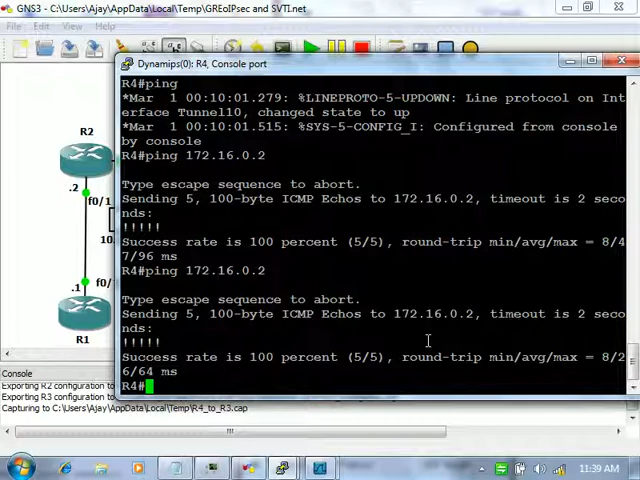 GNS3 - C:\Users\Ajay\AppData\Local\Temp\GREoIPsec and SVTI.net
File Edit View
Dynamips(0): R4, Console port
R4#ping
*Mar  1 00:10:01.279: %LINEPROTO-5-UPDOWN: Line protocol on Int
erface Tunnel10, changed state to up
*Mar  1 00:10:01.515: %SYS-5-CONFIG_I: Configured from console
by console
R4#ping 172.16.0.2
Type escape sequence to abort.
Sending 5, 100-byte ICMP Echos to 172.16.0.2, timeout is 2 seco
nds:
!!!!!
Success rate is 100 percent (5/5), round-trip min/avg/max = 8/4
7/96 ms
R4#ping 172.16.0.2
Type escape sequence to abort.
Sending 5, 100-byte ICMP Echos to 172.16.0.2, timeout is 2 seco
nds:
!!!!!
Success rate is 100 percent (5/5), round-trip min/avg/max = 8/2
6/64 ms
R4#
R2
.2
f0/1
10.
.1
f0/
R1
Console
Exporting R2 configuration to
Exporting R3 configuration to
Capturing to C:\Users\Ajay\AppData\Local\Temp\R4_to_R3.cap
11:39 AM